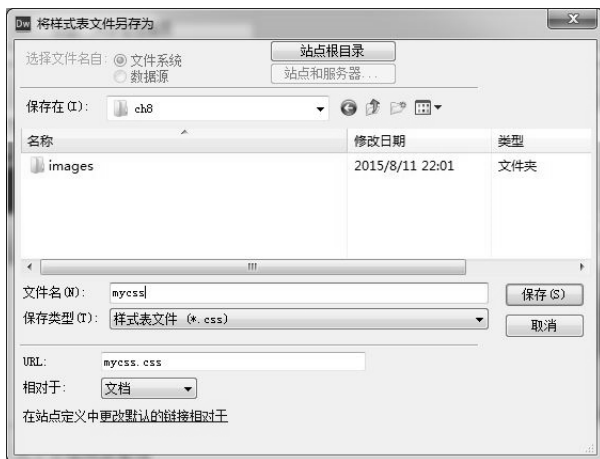 Dw 将样式表文件另存为
选择文件名自: 文件系统 站点根目录
数据源 站点和服务器...
保存在(I): ch8
名称 修改日期 类型
images 2015/8/11 22:01 文件夹
文件名(N): mycss 保存(S)
保存类型(T): 样式表文件 (*.css) 取消
URL: mycss.css
相对于: 文档
在站点定义中更改默认的链接相对于